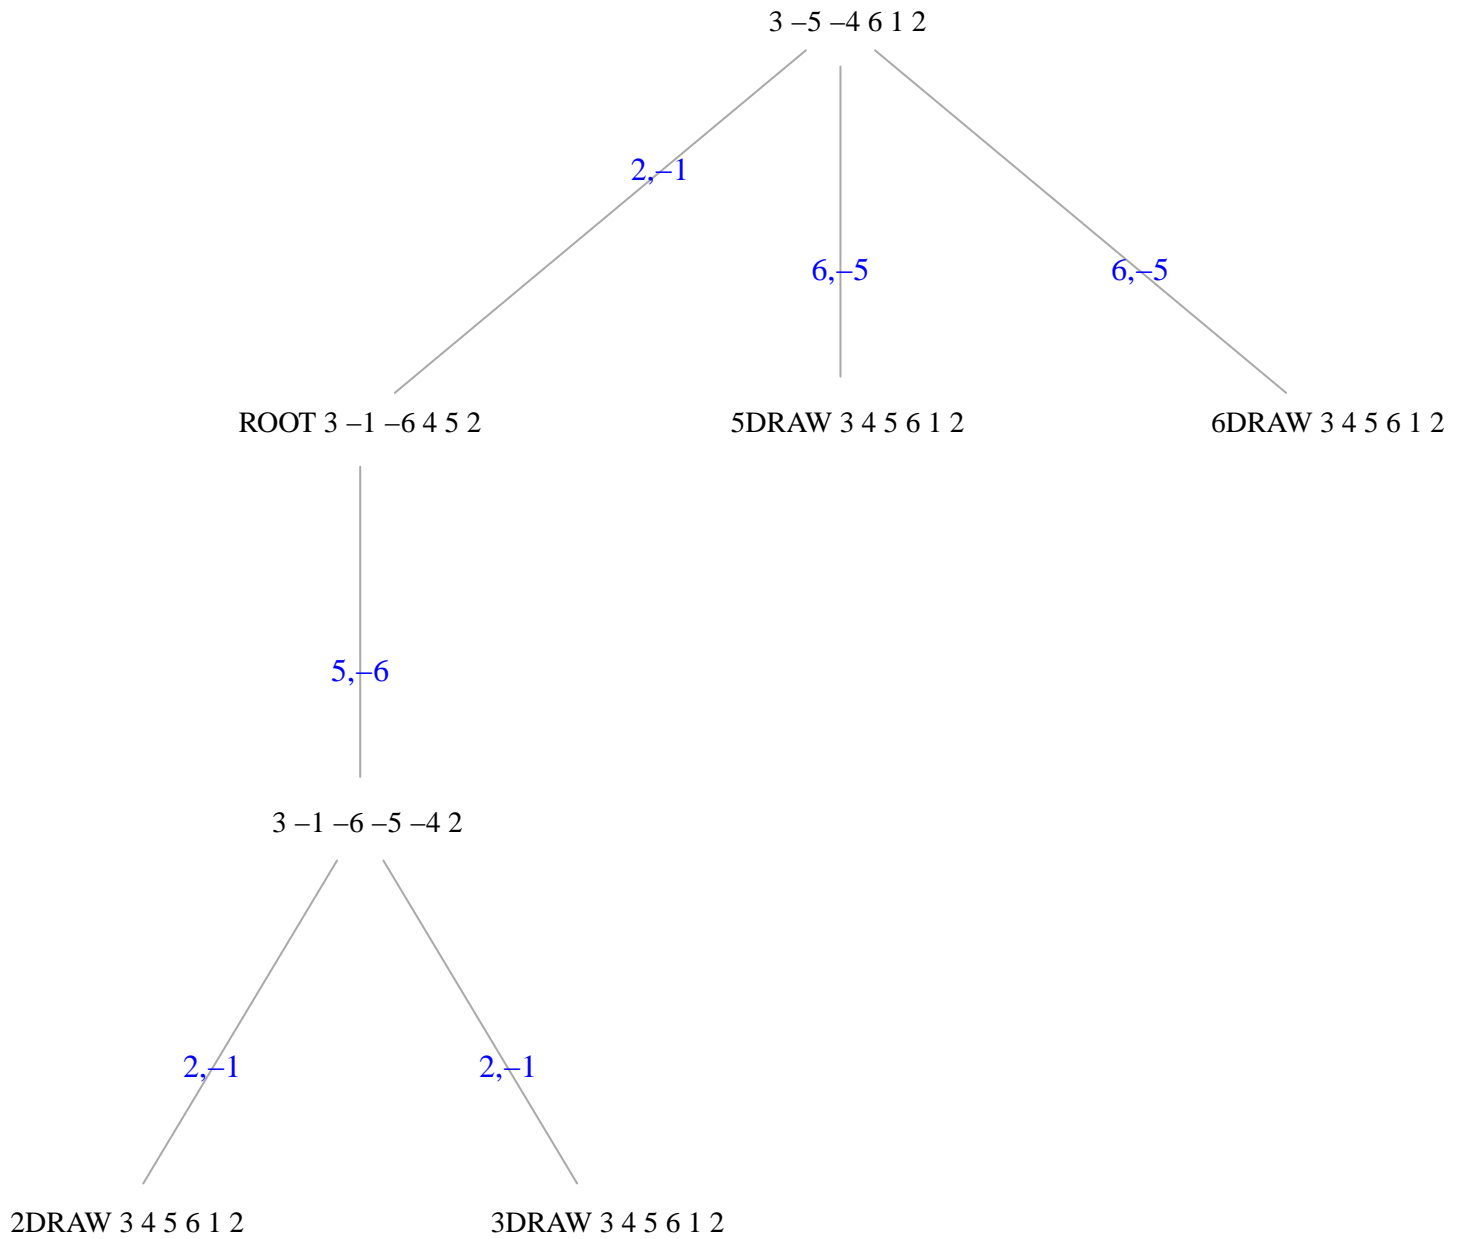 3 –5 –4 6 1 2
2,–1
6,–5
6,–5
ROOT 3 –1 –6 4 5 2
5DRAW 3 4 5 6 1 2
6DRAW 3 4 5 6 1 2
5,–6
3 –1 –6 –5 –4 2
2,–1
2,–1
2DRAW 3 4 5 6 1 2
3DRAW 3 4 5 6 1 2